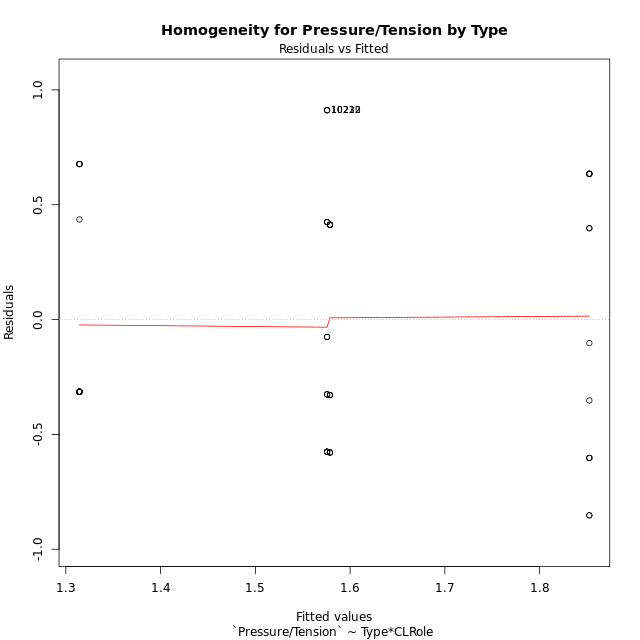 Homogeneity for Pressure/Tension by Type
Residuals vs Fitted
1.0
0.5
0.0
-0.5
-1.0
Residuals
1.3
1.4
1.5
1.6
1.7
1.8
Fitted values
`Pressure/Tension` ~ Type*CLRole